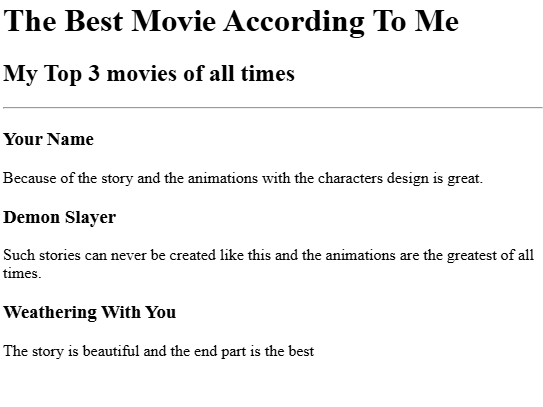 The Best Movie According To Me
My Top 3 movies of all times
Your Name
Because of the story and the animations with the characters design is great.
Demon Slayer
Such stories can never be created like this and the animations are the greatest of all
times.
Weathering With You
The story is beautiful and the end part is the best